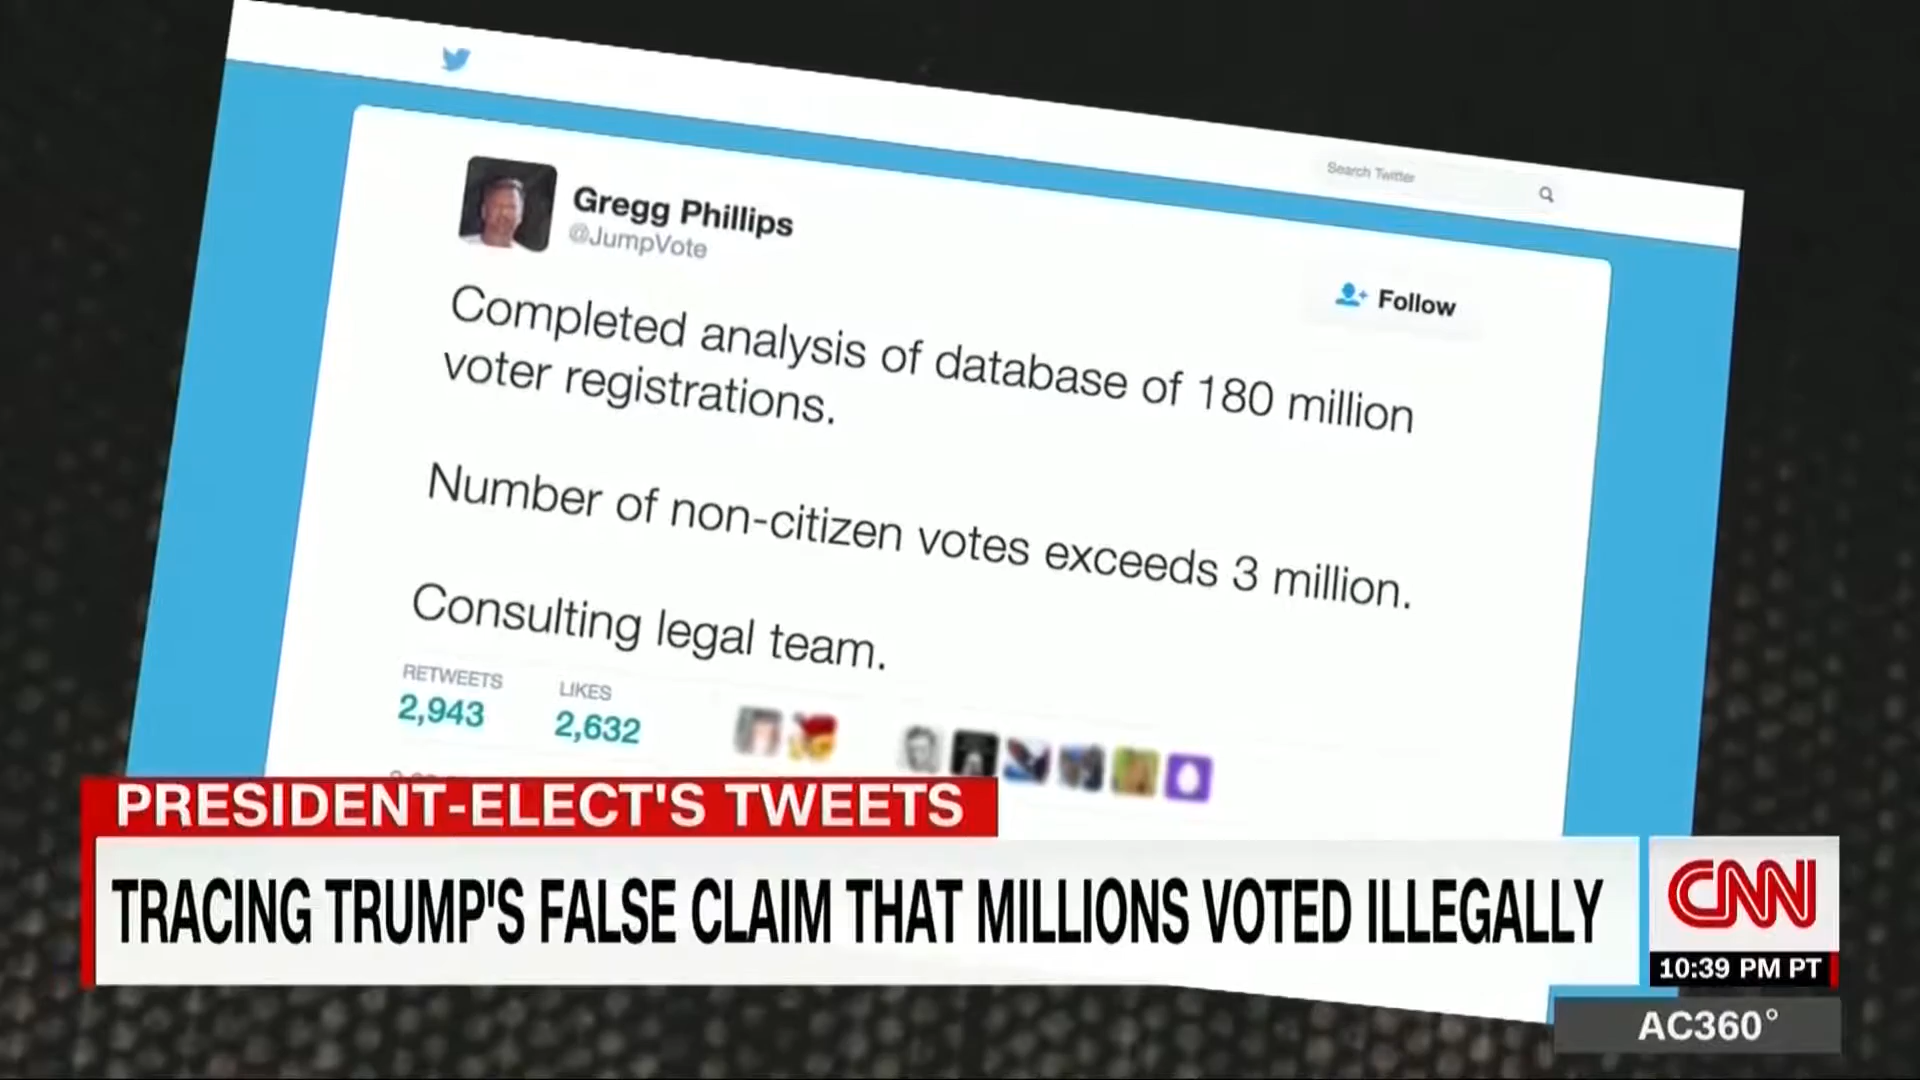 Search Twitter
Gregg Phillips
@JumpVote
Follow
Completed analysis of database of 180 million
voter registrations.
Number of non-citizen votes exceeds 3 million.
Consulting legal team.
RETWEETS
2,943
LIKES
2,632
PRESIDENT-ELECT'S TWEETS
TRACING TRUMP'S FALSE CLAIM THAT MILLIONS VOTED ILLEGALLY
CNN
10:39 PM PT
AC360°